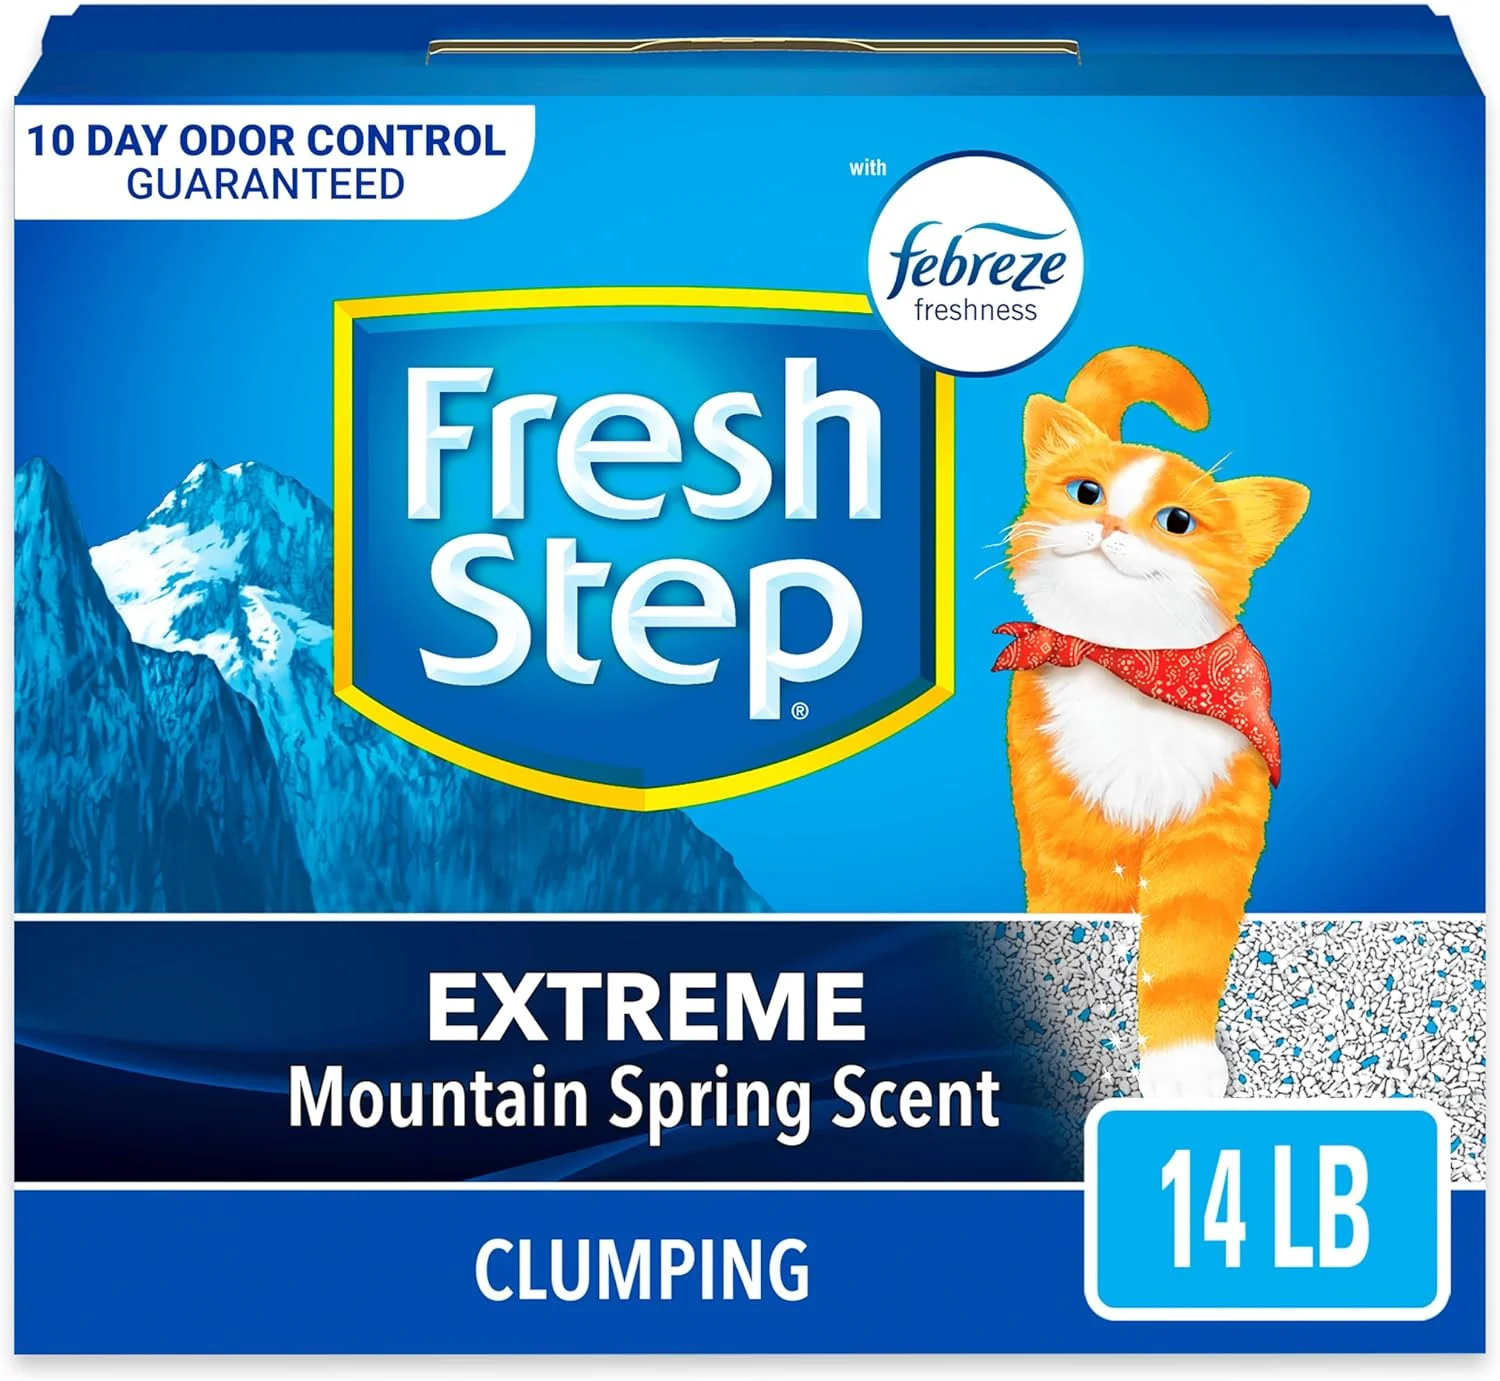 10 DAY ODOR CONTROL
GUARANTEED
with
febreze
freshness
Fresh
Step®
EXTREME
Mountain Spring Scent
CLUMPING
14 LB